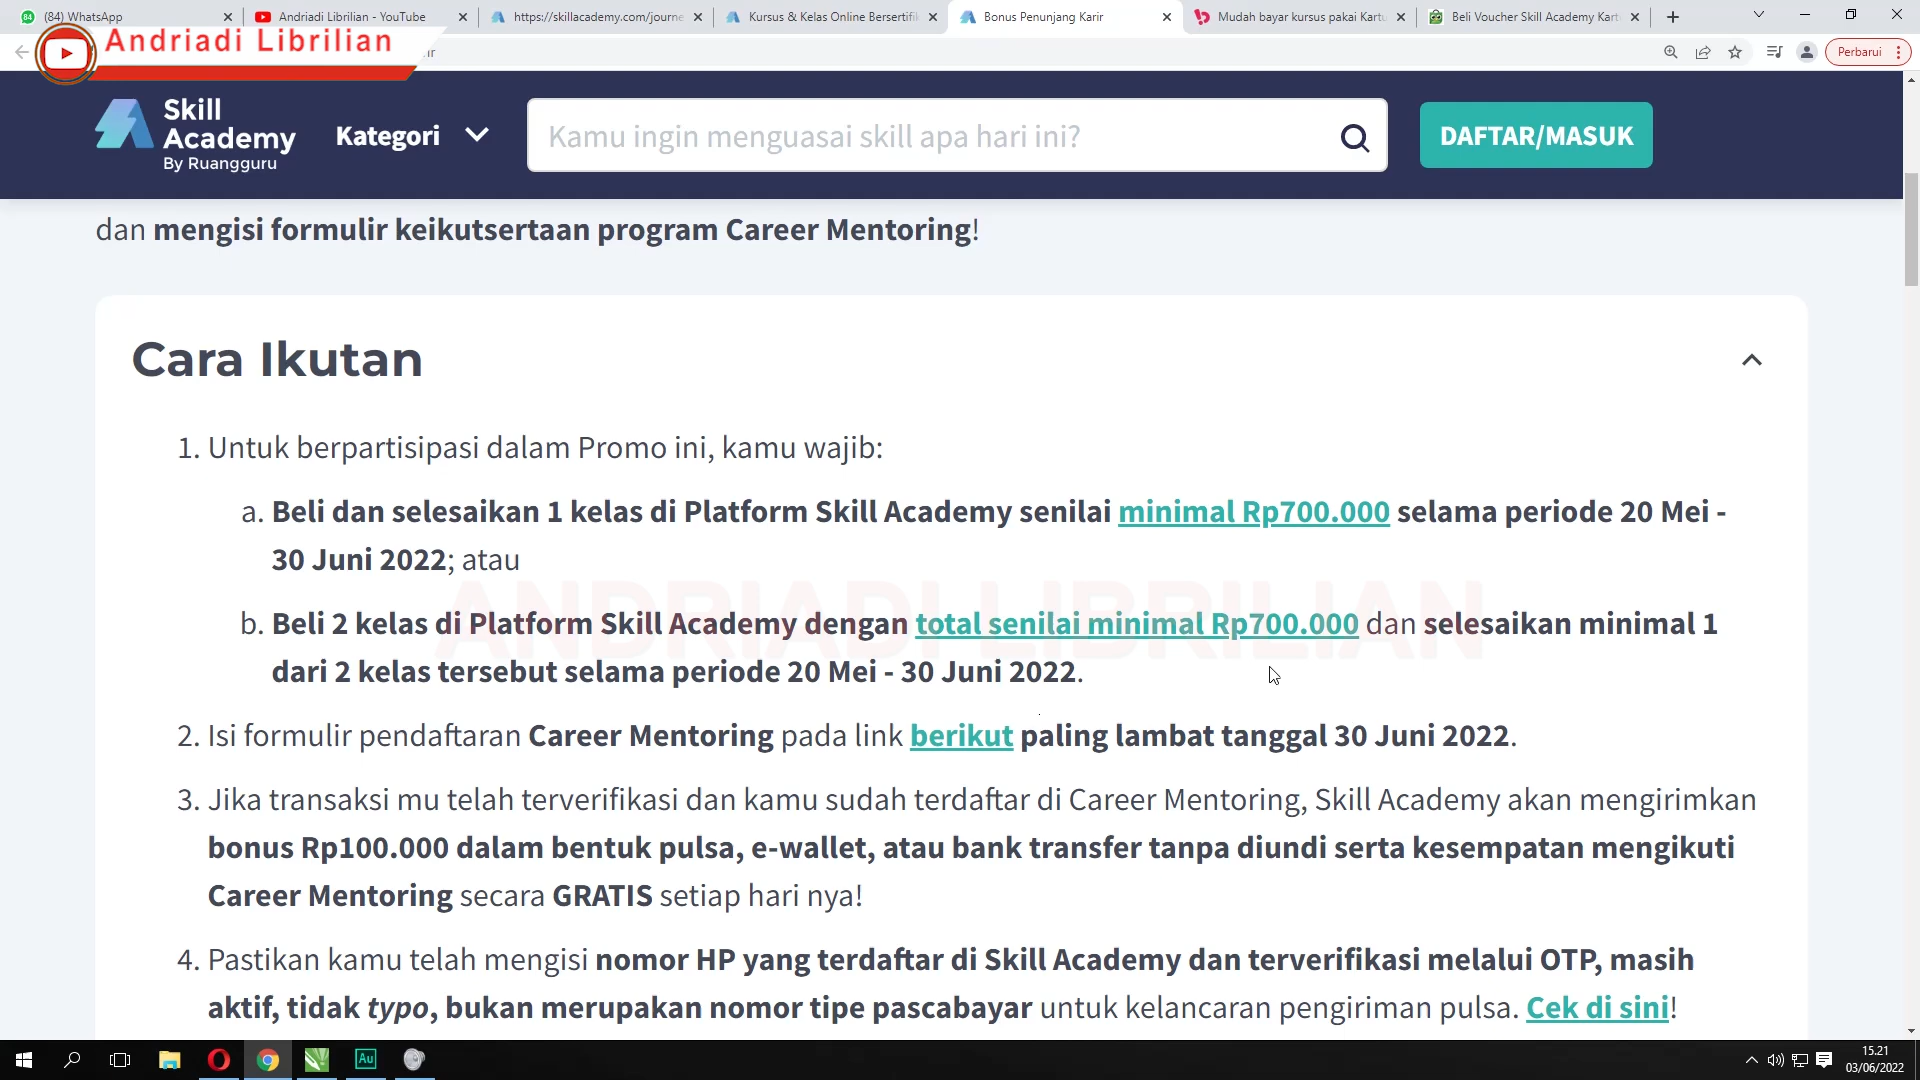 (84) WhatsApp
Andriadi Librilian - YouTube
https://skillacademy.com/journe
Kursus & Kelas Online Bersertifik
Bonus Penunjang Karir
Mudah bayar kursus pakai Kartu
Beli Voucher Skill Academy Kart
Andriadi Librilian
ir
Perbarui
Skill
Academy
By Ruangguru
Kategori
Kamu ingin menguasai skill apa hari ini?
DAFTAR/MASUK
dan mengisi formulir keikutsertaan program Career Mentoring!
Cara Ikutan
1. Untuk berpartisipasi dalam Promo ini, kamu wajib:
a. Beli dan selesaikan 1 kelas di Platform Skill Academy senilai minimal Rp700.000 selama periode 20 Mei -
30 Juni 2022; atau
ANDRIADI LIBRILIAN
b. Beli 2 kelas di Platform Skill Academy dengan total senilai minimal Rp700.000 dan selesaikan minimal 1
dari 2 kelas tersebut selama periode 20 Mei - 30 Juni 2022.
2. Isi formulir pendaftaran Career Mentoring pada link berikut paling lambat tanggal 30 Juni 2022.
3. Jika transaksi mu telah terverifikasi dan kamu sudah terdaftar di Career Mentoring, Skill Academy akan mengirimkan
bonus Rp100.000 dalam bentuk pulsa, e-wallet, atau bank transfer tanpa diundi serta kesempatan mengikuti
Career Mentoring secara GRATIS setiap hari nya!
4. Pastikan kamu telah mengisi nomor HP yang terdaftar di Skill Academy dan terverifikasi melalui OTP, masih
aktif, tidak typo, bukan merupakan nomor tipe pascabayar untuk kelancaran pengiriman pulsa. Cek di sini!
Au
15.21
03/06/2022